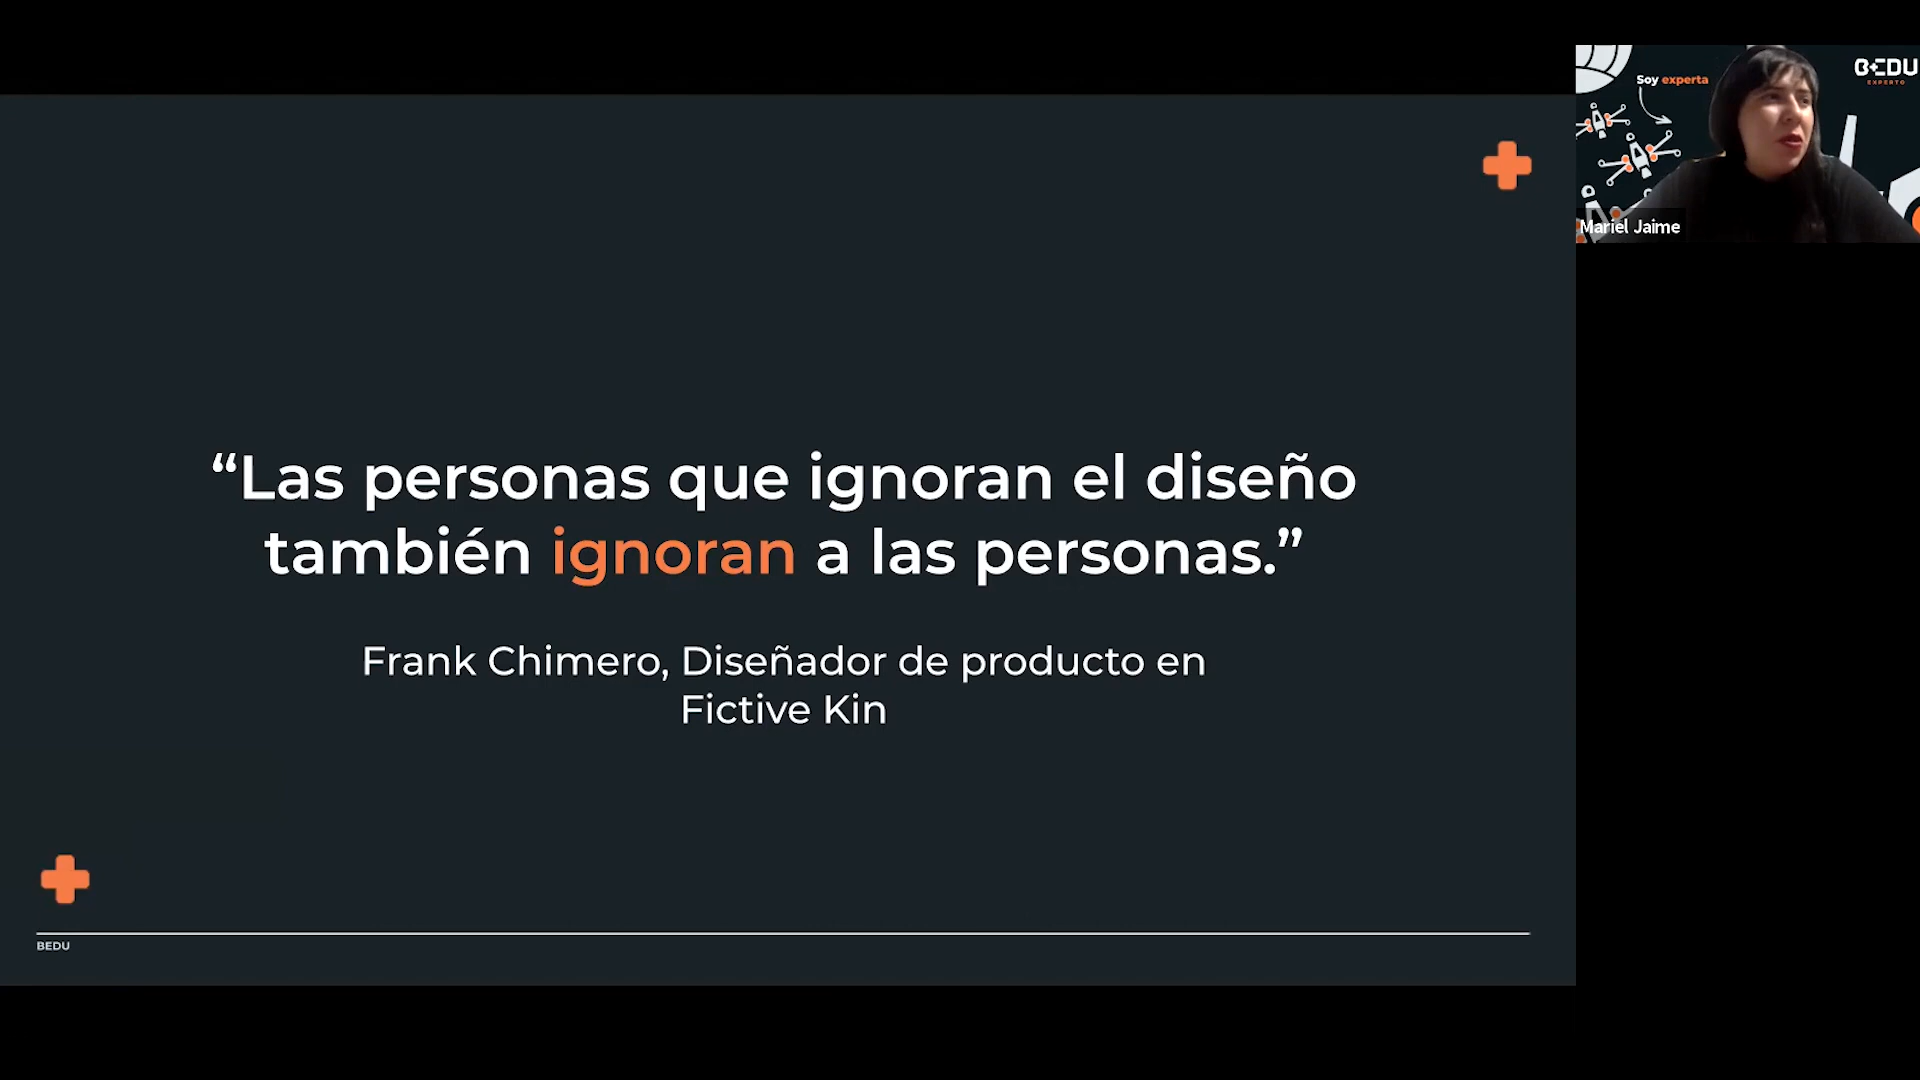 Soy experta
BEDU
EXPERTO
Mariel Jaime
“Las personas que ignoran el diseño
también ignoran a las personas.”
Frank Chimero, Diseñador de producto en
Fictive Kin
BEDU